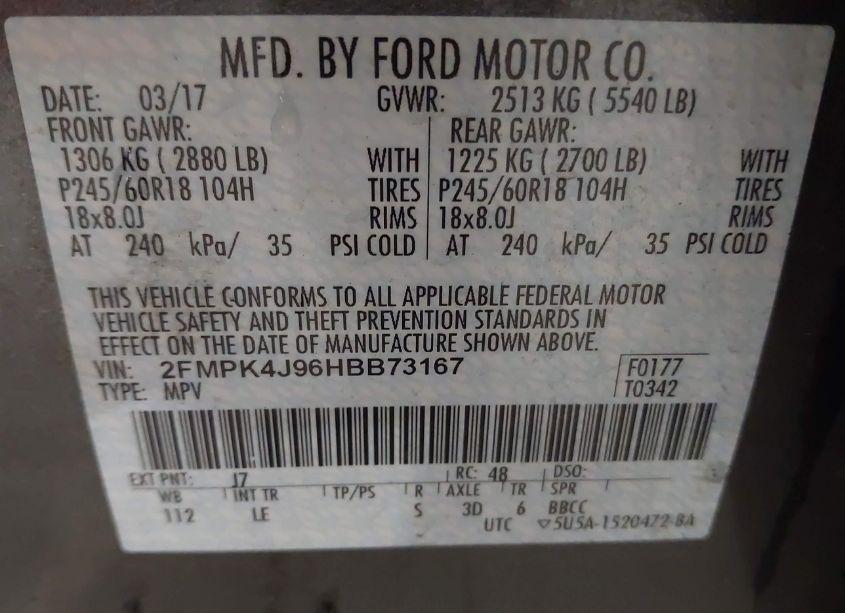 MFD. BY FORD MOTOR CO.
DATE: 03/17 GVWR: 2513 KG ( 5540 LB)
FRONT GAWR: REAR GAWR:
1306 KG ( 2880 LB) WITH 1225 KG ( 2700 LB) WITH
P245/60R18 104H TIRES P245/60R18 104H TIRES
18x8.0J RIMS 18x8.0J RIMS
AT 240 kPa/ 35 PSI COLD AT 240 kPa/ 35 PSI COLD
THIS VEHICLE CONFORMS TO ALL APPLICABLE FEDERAL MOTOR
VEHICLE SAFETY AND THEFT PREVENTION STANDARDS IN
EFFECT ON THE DATE OF MANUFACTURE SHOWN ABOVE.
VIN: 2FMPK4J96HBB73167 F0177
TYPE: MPV T0342
EXT PNT: J7 RC: 48 DSO:
WB INT TR TP/PS R AXLE TR SPR
112 LE S 3D 6 BBCC
UTC ▽5U5A-1520472-BA